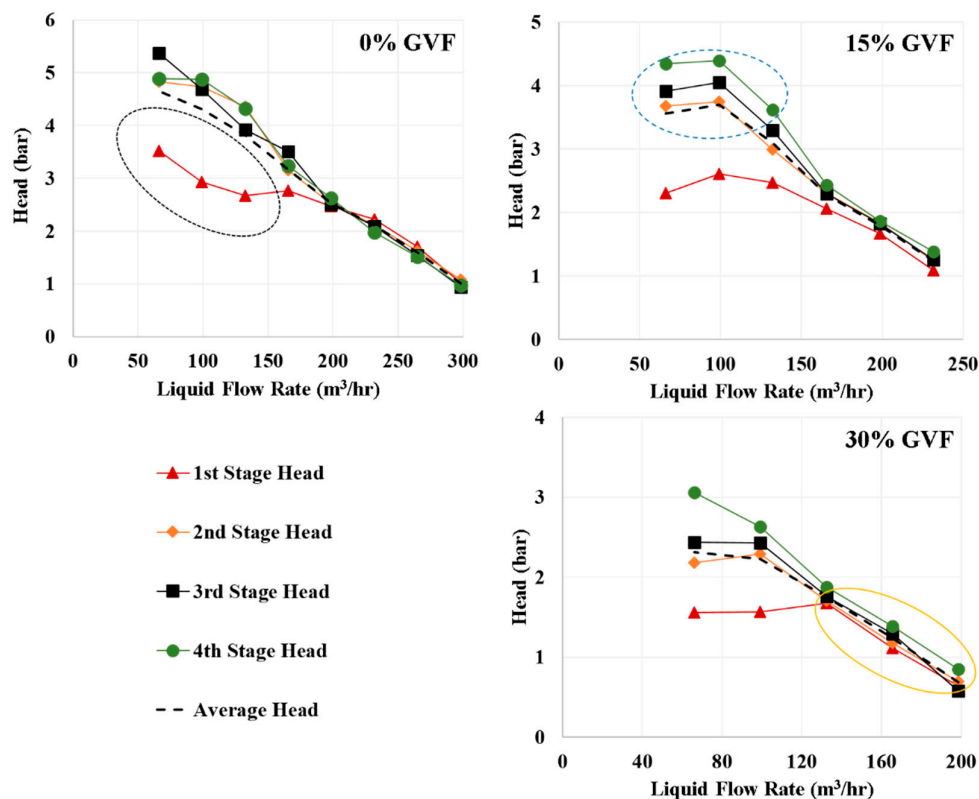 0% GVF
6
5
4
3
2
1
0
Head (bar)
0 50 100 150 200 250 300
Liquid Flow Rate (m³/hr)
15% GVF
5
4
3
2
1
0
Head (bar)
0 50 100 150 200 250
Liquid Flow Rate (m³/hr)
1st Stage Head
2nd Stage Head
3rd Stage Head
4th Stage Head
Average Head
30% GVF
4
3
2
1
0
Head (bar)
0 40 80 120 160 200
Liquid Flow Rate (m³/hr)